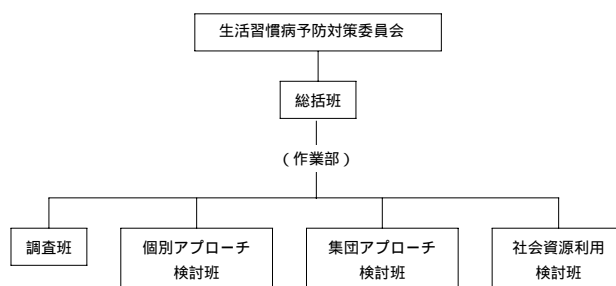 生活習慣病予防対策委員会
総括班
（作業部）
調査班
個別アプローチ
検討班
集団アプローチ
検討班
社会資源利用
検討班